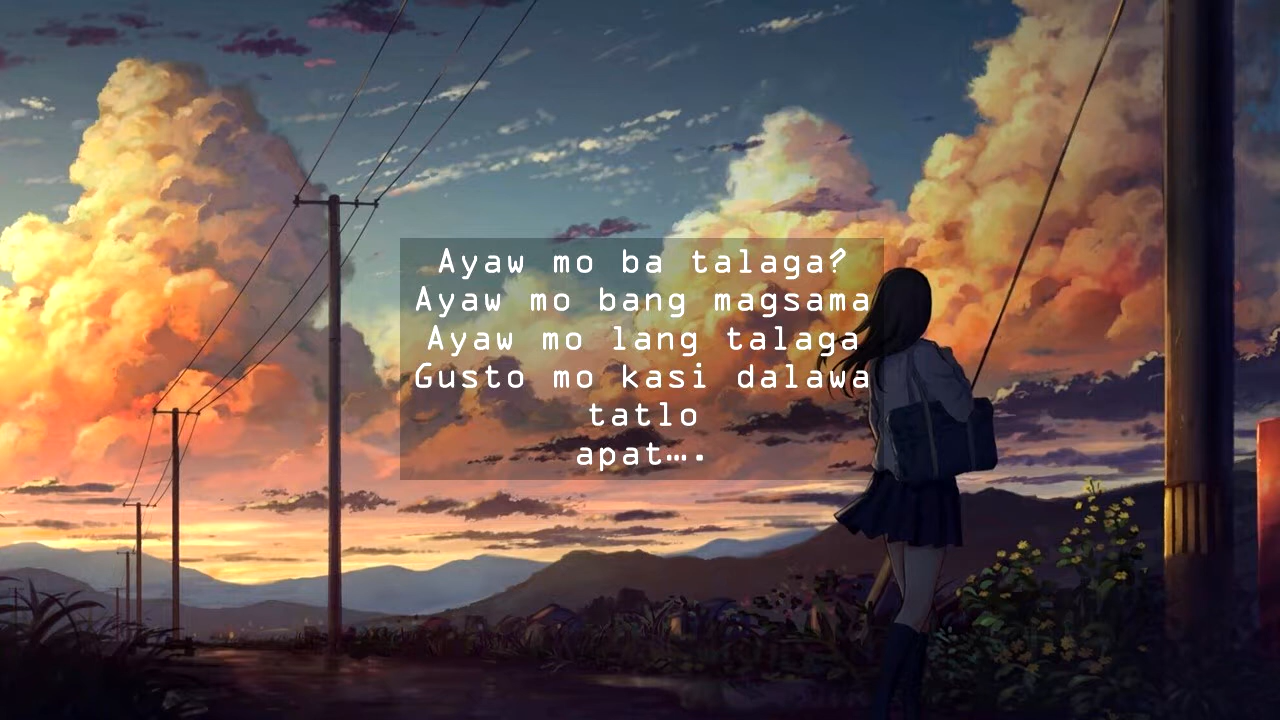 Ayaw mo ba talaga?
Ayaw mo bang magsama
Ayaw mo lang talaga
Gusto mo kasi dalawa
tatlo
apat….